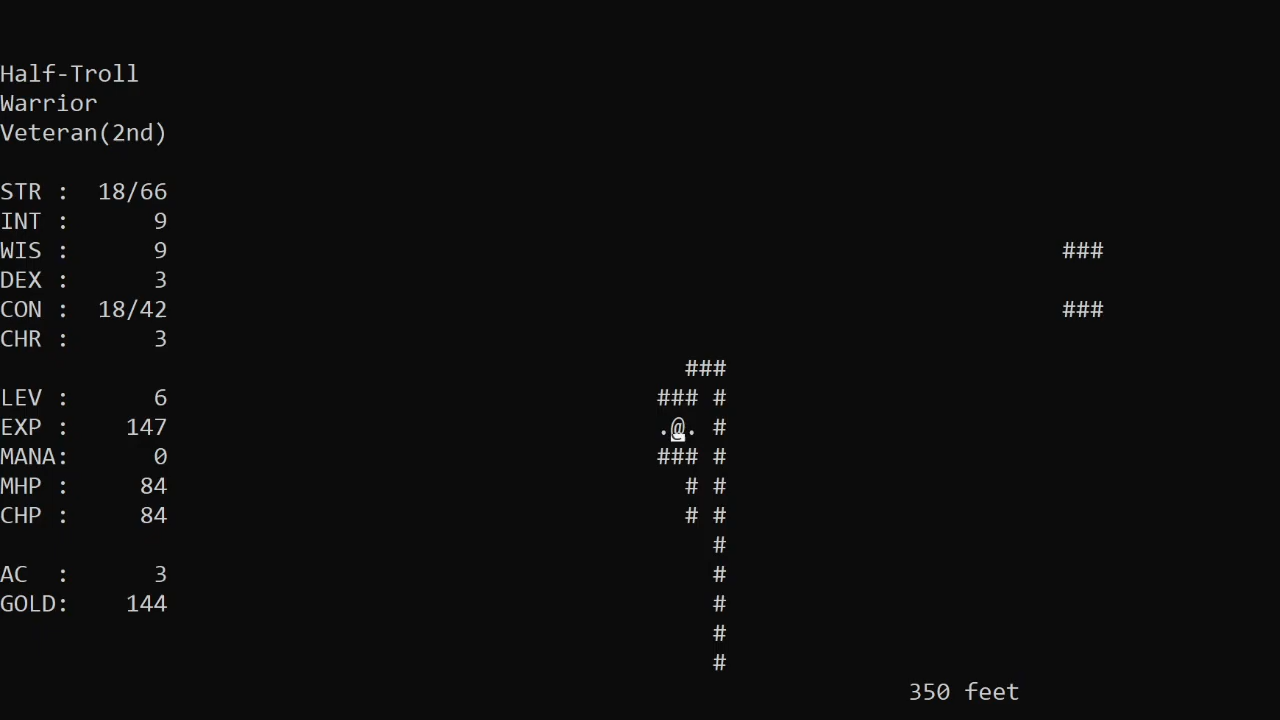 Half-Troll
Warrior
Veteran(2nd)
STR :  18/66
INT :      9
WIS :      9                                                                ###
DEX :      3
CON :  18/42                                                                ###
CHR :      3
                                                 ###
LEV :      6                                   ### #
EXP :    147                                   .@. #
MANA:      0                                   ### #
MHP :     84                                     # #
CHP :     84                                     # #
                                                   #
AC  :      3                                       #
GOLD:    144                                       #
                                                   #
                                                   #
                                                                 350 feet